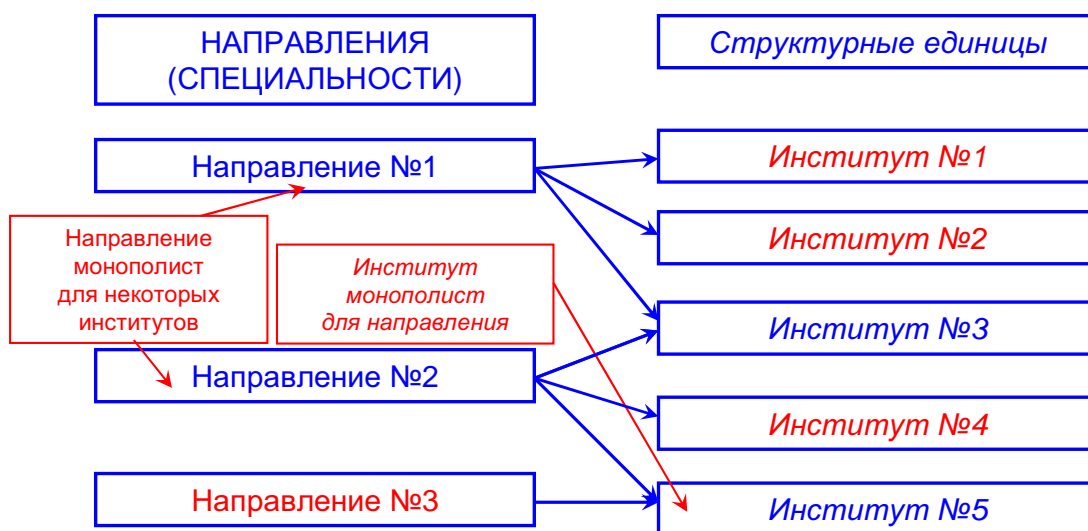 НАПРАВЛЕНИЯ
(СПЕЦИАЛЬНОСТИ)
Структурные единицы
Направление №1
Институт №1
Направление
монополист
для некоторых
институтов
Институт
монополист
для направления
Институт №2
Институт №3
Направление №2
Институт №4
Направление №3
Институт №5